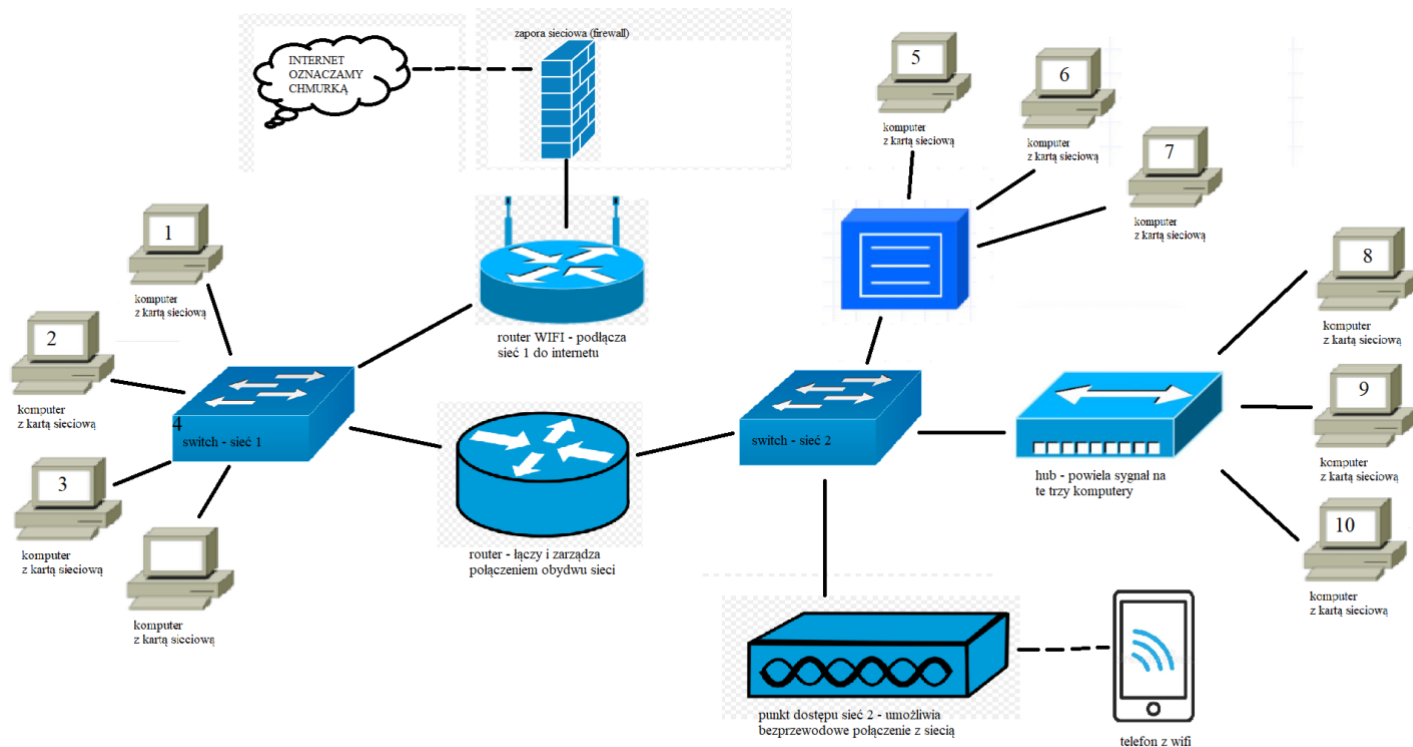 zapora sieciowa (firewall)
INTERNET
OZNACZAMY
CHMURKĄ
5
komputer
z kartą sieciową
6
komputer
z kartą sieciową
7
komputer
z kartą sieciową
1
komputer
z kartą sieciową
2
komputer
z kartą sieciową
3
komputer
z kartą sieciową
komputer
z kartą sieciową
4
switch - sieć 1
router WIFI - podłącza
sieć 1 do internetu
router - łączy i zarządza
połączeniem obydwu sieci
switch - sieć 2
hub - powiela sygnał na
te trzy komputery
8
komputer
z kartą sieciową
9
komputer
z kartą sieciową
10
komputer
z kartą sieciową
punkt dostępu sieć 2 - umożliwia
bezprzewodowe połączenie z siecią
telefon z wifi